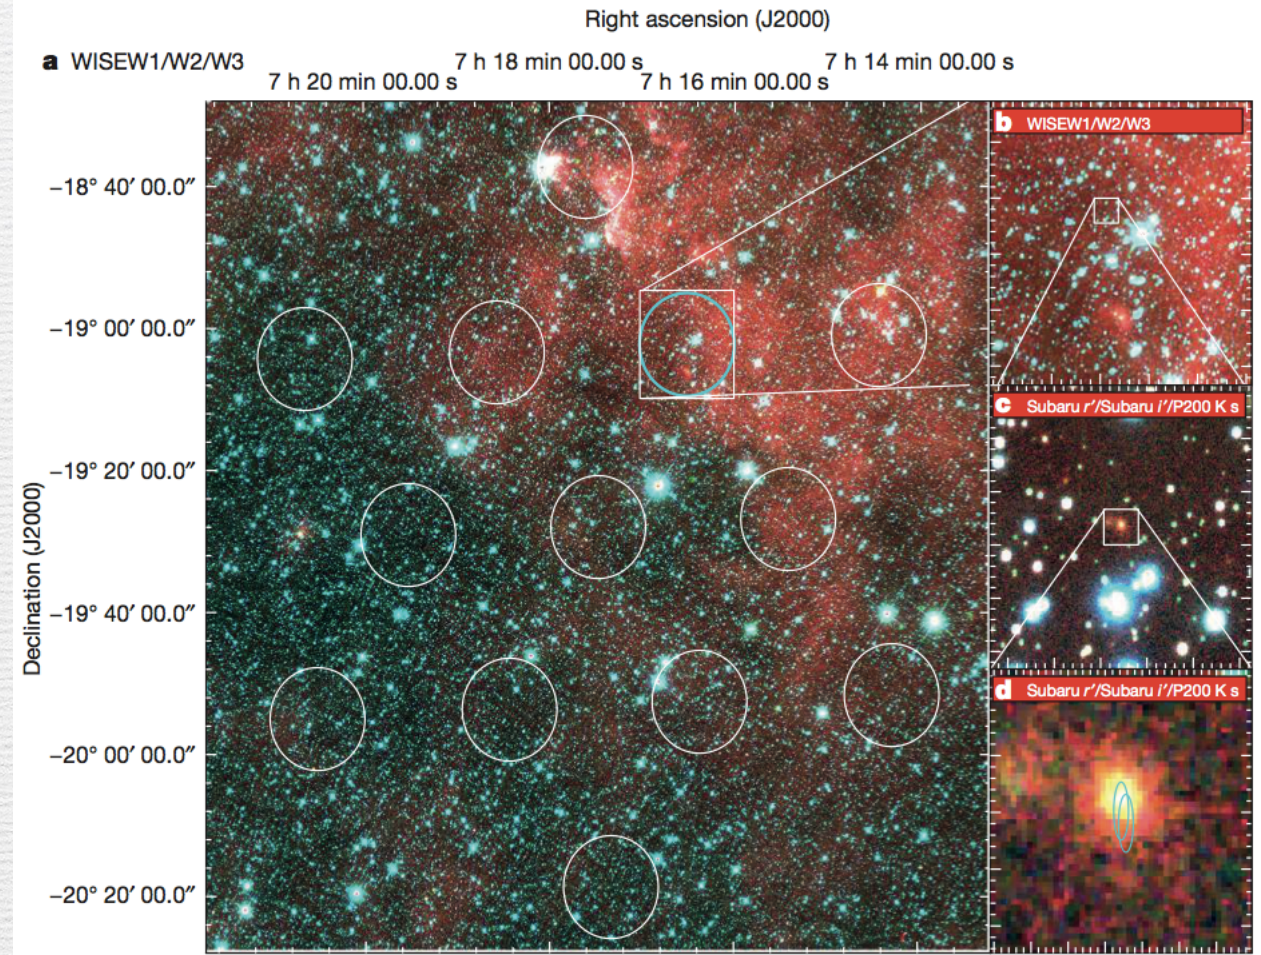 Right ascension (J2000)
a WISEW1/W2/W3
7 h 18 min 00.00 s
7 h 14 min 00.00 s
7 h 20 min 00.00 s
7 h 16 min 00.00 s
b WISEW1/W2/W3
−18° 40′ 00.0″
−19° 00′ 00.0″
c Subaru r′/Subaru i′/P200 K s
−19° 20′ 00.0″
Declination (J2000)
−19° 40′ 00.0″
d Subaru r′/Subaru i′/P200 K s
−20° 00′ 00.0″
−20° 20′ 00.0″